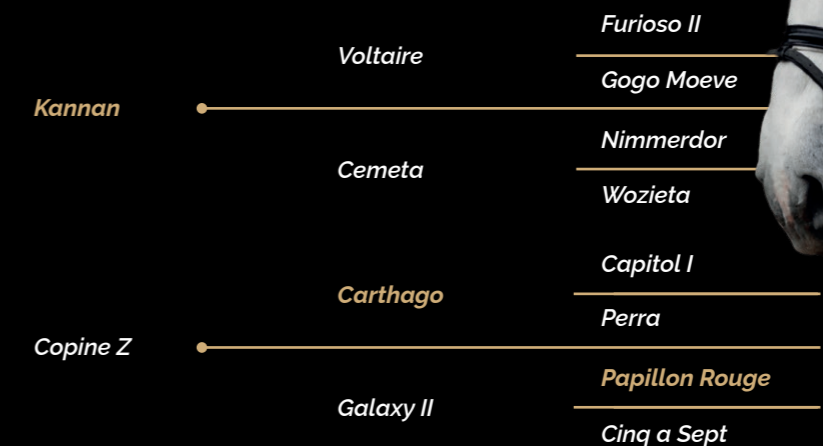 Furioso II
Voltaire
Gogo Moeve
Kannan
Nimmerdor
Cemeta
Wozieta
Capitol I
Carthago
Perra
Copine Z
Papillon Rouge
Galaxy II
Cinq a Sept